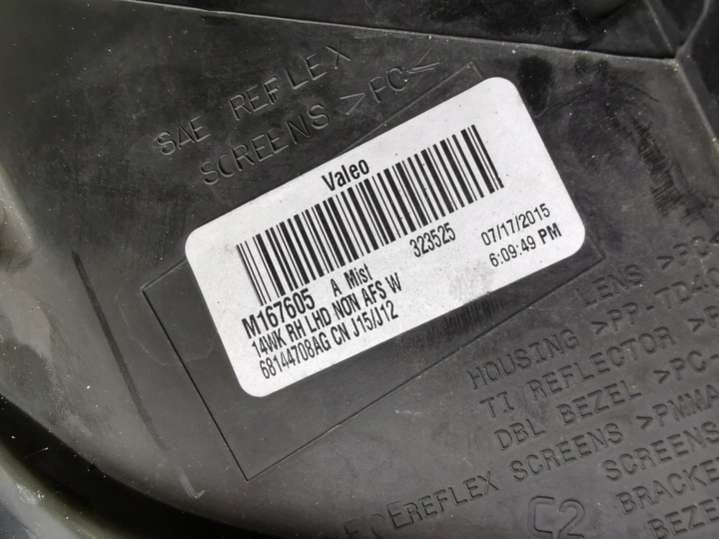 SAE REFLEX
SCREENS >PC<
Valeo
M167605 A Mist 323525 07/17/2015
14WK RH LHD NON AFS W 6:09:49 PM
68144708AG CN J15/J12
LENS >PC<
HOUSING >PP-TD40
TI REFLECTOR
DBL BEZEL >PC-
REFLEX SCREENS >PMMA
SCREENS
C2 BRACKE
BEZE